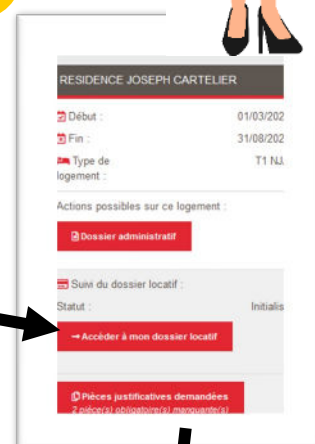 RESIDENCE JOSEPH CARTELIER
Début : 01/03/202
Fin : 31/08/202
Type de T1 NJ.
logement :
Actions possibles sur ce logement :
Dossier administratif
Suivi du dossier locatif :
Statut : Initialis
→ Accèder à mon dossier locatif
Pièces justificatives demandées
2 pièce(s) obligatoire(s) manquante(s)